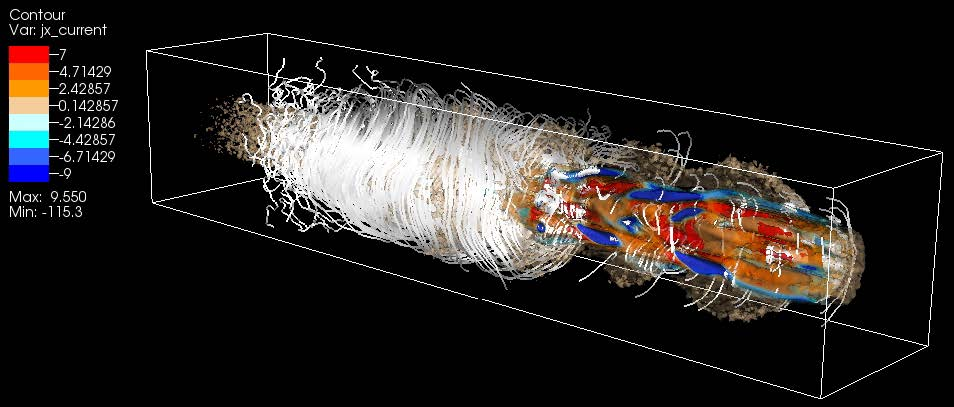 Contour
Var: jx_current
7
4.71429
2.42857
0.142857
-2.14286
-4.42857
-6.71429
-9
Max: 9.550
Min: -115.3